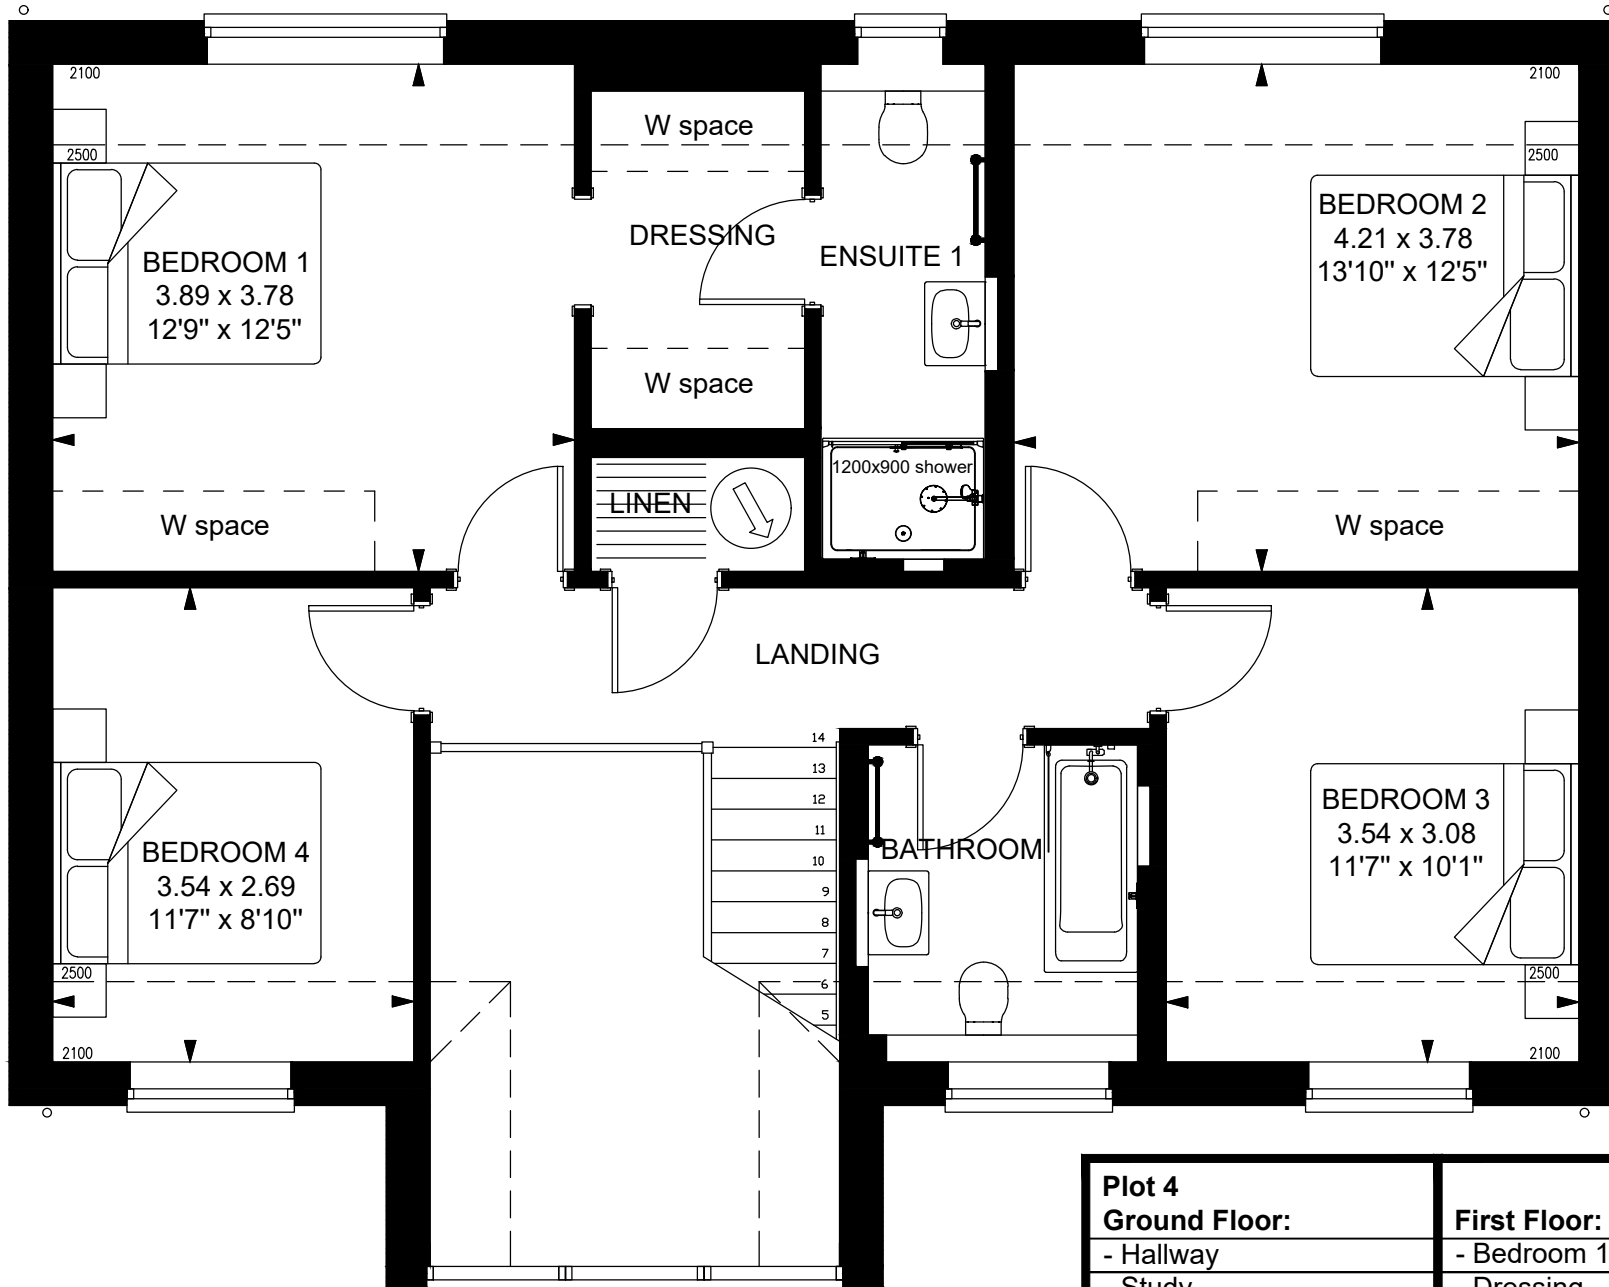 2100
2100
W space
2500
2500
BEDROOM 1
3.89 x 3.78
12'9" x 12'5"
DRESSING
ENSUITE 1
BEDROOM 2
4.21 x 3.78
13'10" x 12'5"
W space
1200x900 shower
LINEN
W space
W space
LANDING
14
13
12
11
10
9
8
7
6
5
BATHROOM
BEDROOM 4
3.54 x 2.69
11'7" x 8'10"
BEDROOM 3
3.54 x 3.08
11'7" x 10'1"
2500
2500
2100
2100
Plot 4
Ground Floor:
First Floor:
- Hallway
- Bedroom 1
- Study
- Dressing